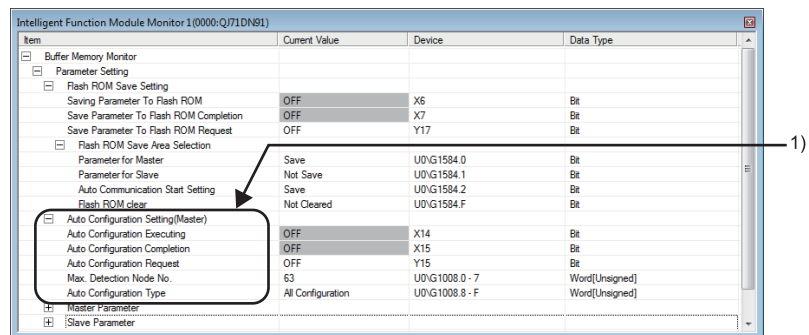 Intelligent Function Module Monitor 1(0000:QJ71DN91)
Item Current Value Device Data Type
Buffer Memory Monitor
Parameter Setting
Flash ROM Save Setting
Saving Parameter To Flash ROM OFF X6 Bit
Save Parameter To Flash ROM Completion OFF X7 Bit
Save Parameter To Flash ROM Request OFF Y17 Bit
Flash ROM Save Area Selection
1)
Parameter for Master Save U0\G1584.0 Bit
Parameter for Slave Not Save U0\G1584.1 Bit
Auto Communication Start Setting Save U0\G1584.2 Bit
Flash ROM clear Not Cleared U0\G1584.F Bit
Auto Configuration Setting(Master)
Auto Configuration Executing OFF X14 Bit
Auto Configuration Completion OFF X15 Bit
Auto Configuration Request OFF Y15 Bit
Max. Detection Node No. 63 U0\G1008.0 - 7 Word[Unsigned]
Auto Configuration Type All Configuration U0\G1008.8 - F Word[Unsigned]
Master Parameter
Slave Parameter